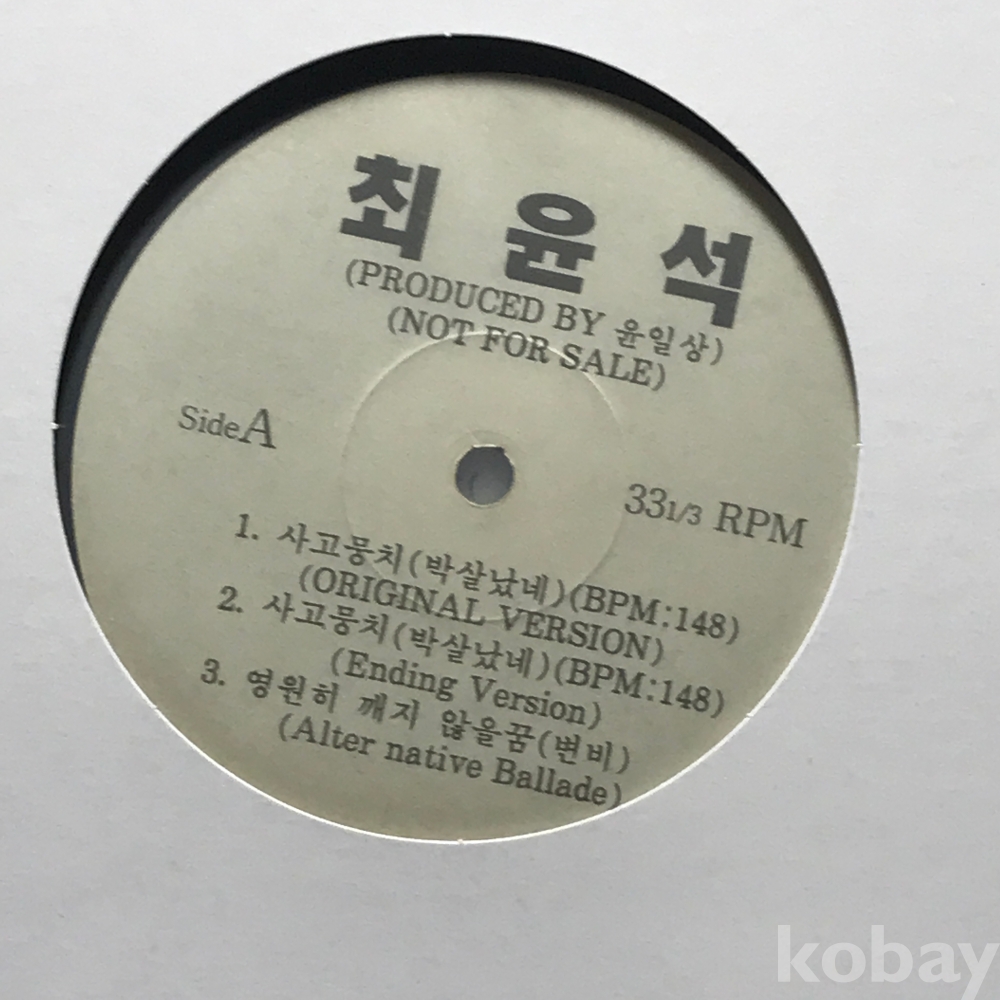 최 윤 석
(PRODUCED BY 윤일상)
(NOT FOR SALE)
Side A
33 1/3 RPM
1. 사고뭉치(박살났네)(BPM:148)
(ORIGINAL VERSION)
2. 사고뭉치(박살났네)(BPM:148)
(Ending Version)
3. 영원히 깨지 않을꿈(변비)
(Alter native Ballade)
kobay